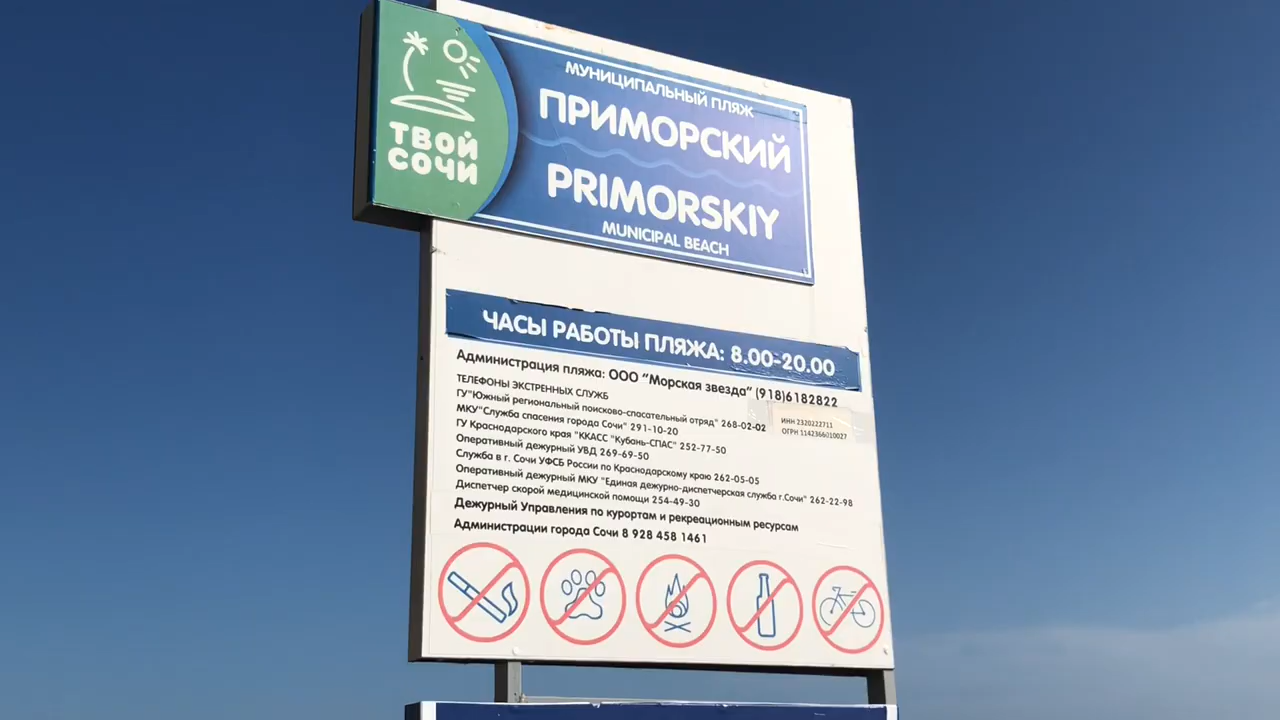 ТВОЙ
СОЧИ
МУНИЦИПАЛЬНЫЙ ПЛЯЖ
ПРИМОРСКИЙ
PRIMORSKIY
MUNICIPAL BEACH
ЧАСЫ РАБОТЫ ПЛЯЖА: 8.00-20.00
Администрация пляжа: ООО "Морская звезда" (918)6182822
ТЕЛЕФОНЫ ЭКСТРЕННЫХ СЛУЖБ
ГУ"Южный региональный поисково-спасательный отряд" 268-02-02
МКУ"Служба спасения города Сочи" 291-10-20
ГУ Краснодарского края "ККАСС "Кубань-СПАС" 252-77-50
Оперативный дежурный УВД 269-69-50
Служба в г. Сочи УФСБ России по Краснодарскому краю 262-05-05
Оперативный дежурный МКУ "Единая дежурно-диспетчерская служба г.Сочи" 262-22-98
Диспетчер скорой медицинской помощи 254-49-30
Дежурный Управления по курортам и рекреационным ресурсам
Администрации города Сочи 8 928 458 1461
ИНН 2320222711
ОГРН 1142366010027